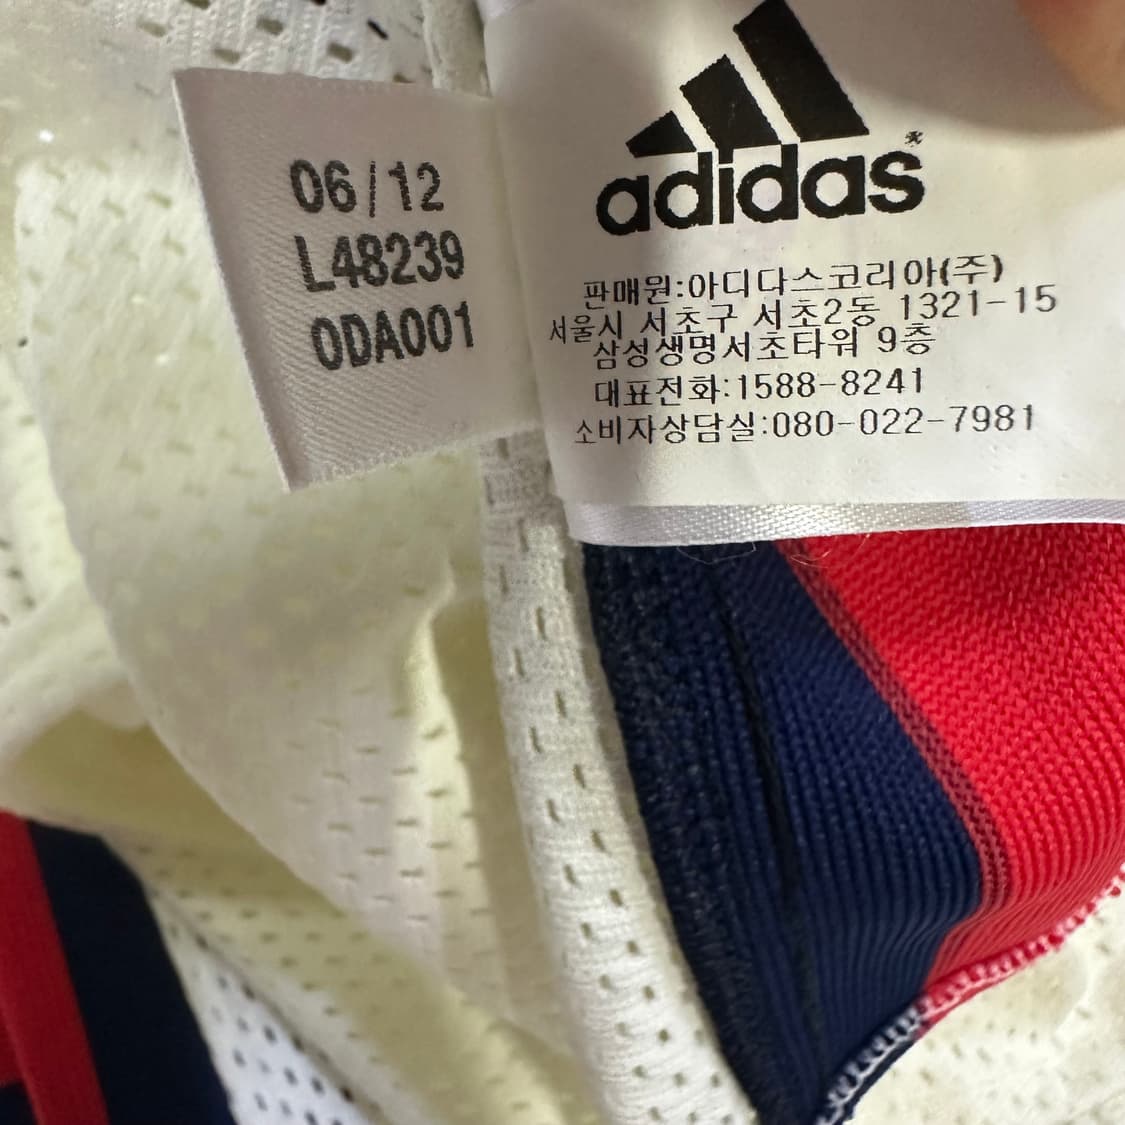 06/12
L48239
0DA001
adidas*
판매원:아디다스코리아(주)
서울시 서초구 서초2동 1321-15
삼성생명서초타워 9층
대표전화:1588-8241
소비자상담실:080-022-7981